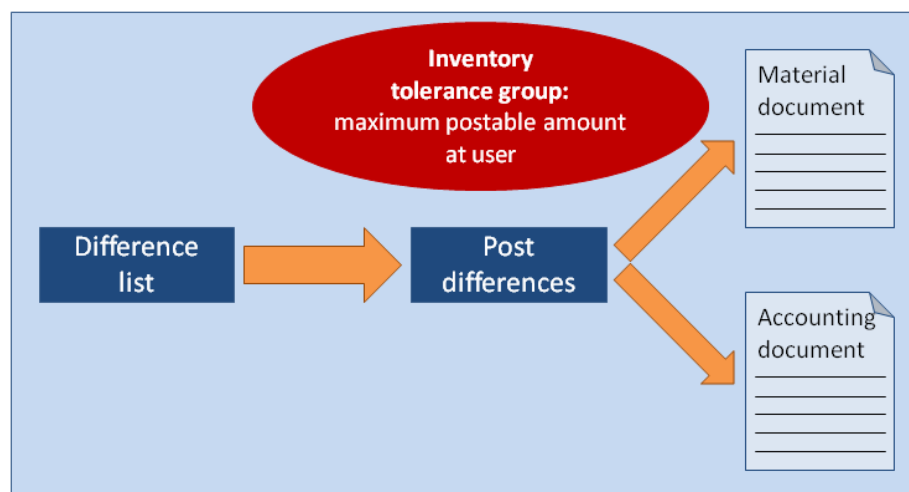 Inventory
tolerance group:
maximum postable amount
at user
Material
document
Difference
list
Post
differences
Accounting
document